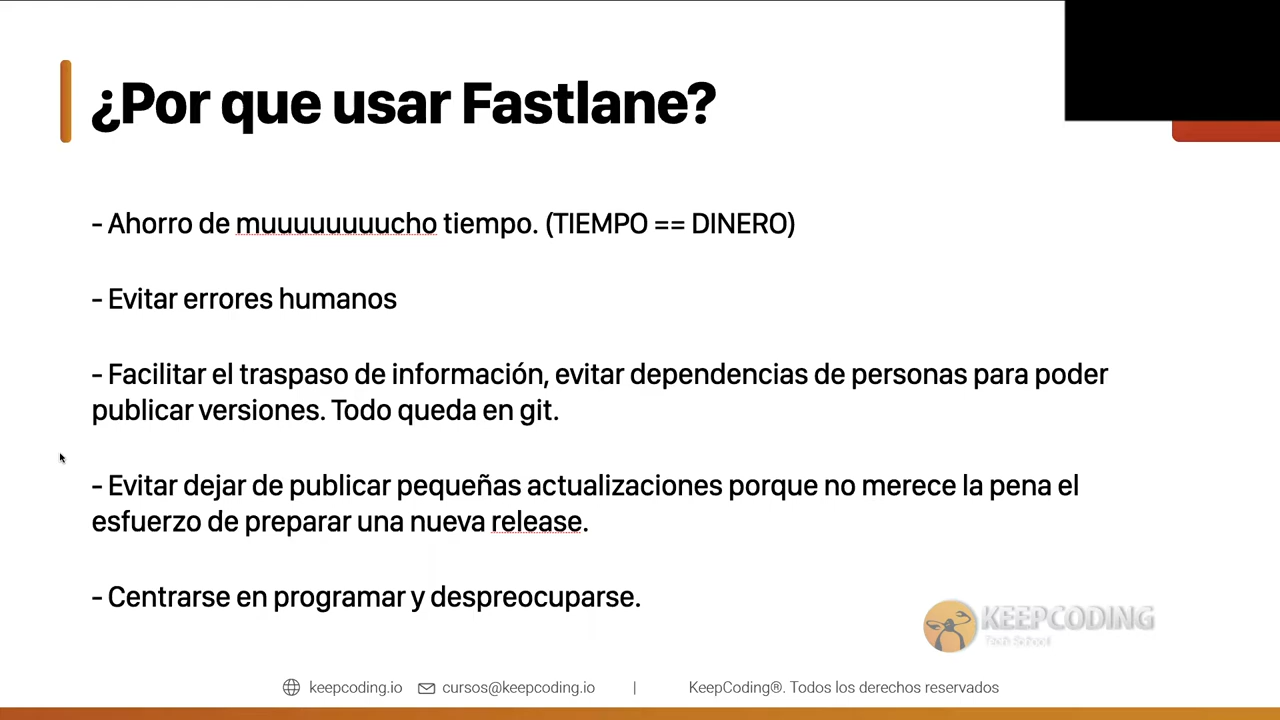 ¿Por que usar Fastlane?
- Ahorro de muuuuuuuucho tiempo. (TIEMPO == DINERO)
- Evitar errores humanos
- Facilitar el traspaso de información, evitar dependencias de personas para poder
publicar versiones. Todo queda en git.
- Evitar dejar de publicar pequeñas actualizaciones porque no merece la pena el
esfuerzo de preparar una nueva release.
- Centrarse en programar y despreocuparse.
KEEPCODING
Tech School
keepcoding.io cursos@keepcoding.io | KeepCoding®. Todos los derechos reservados